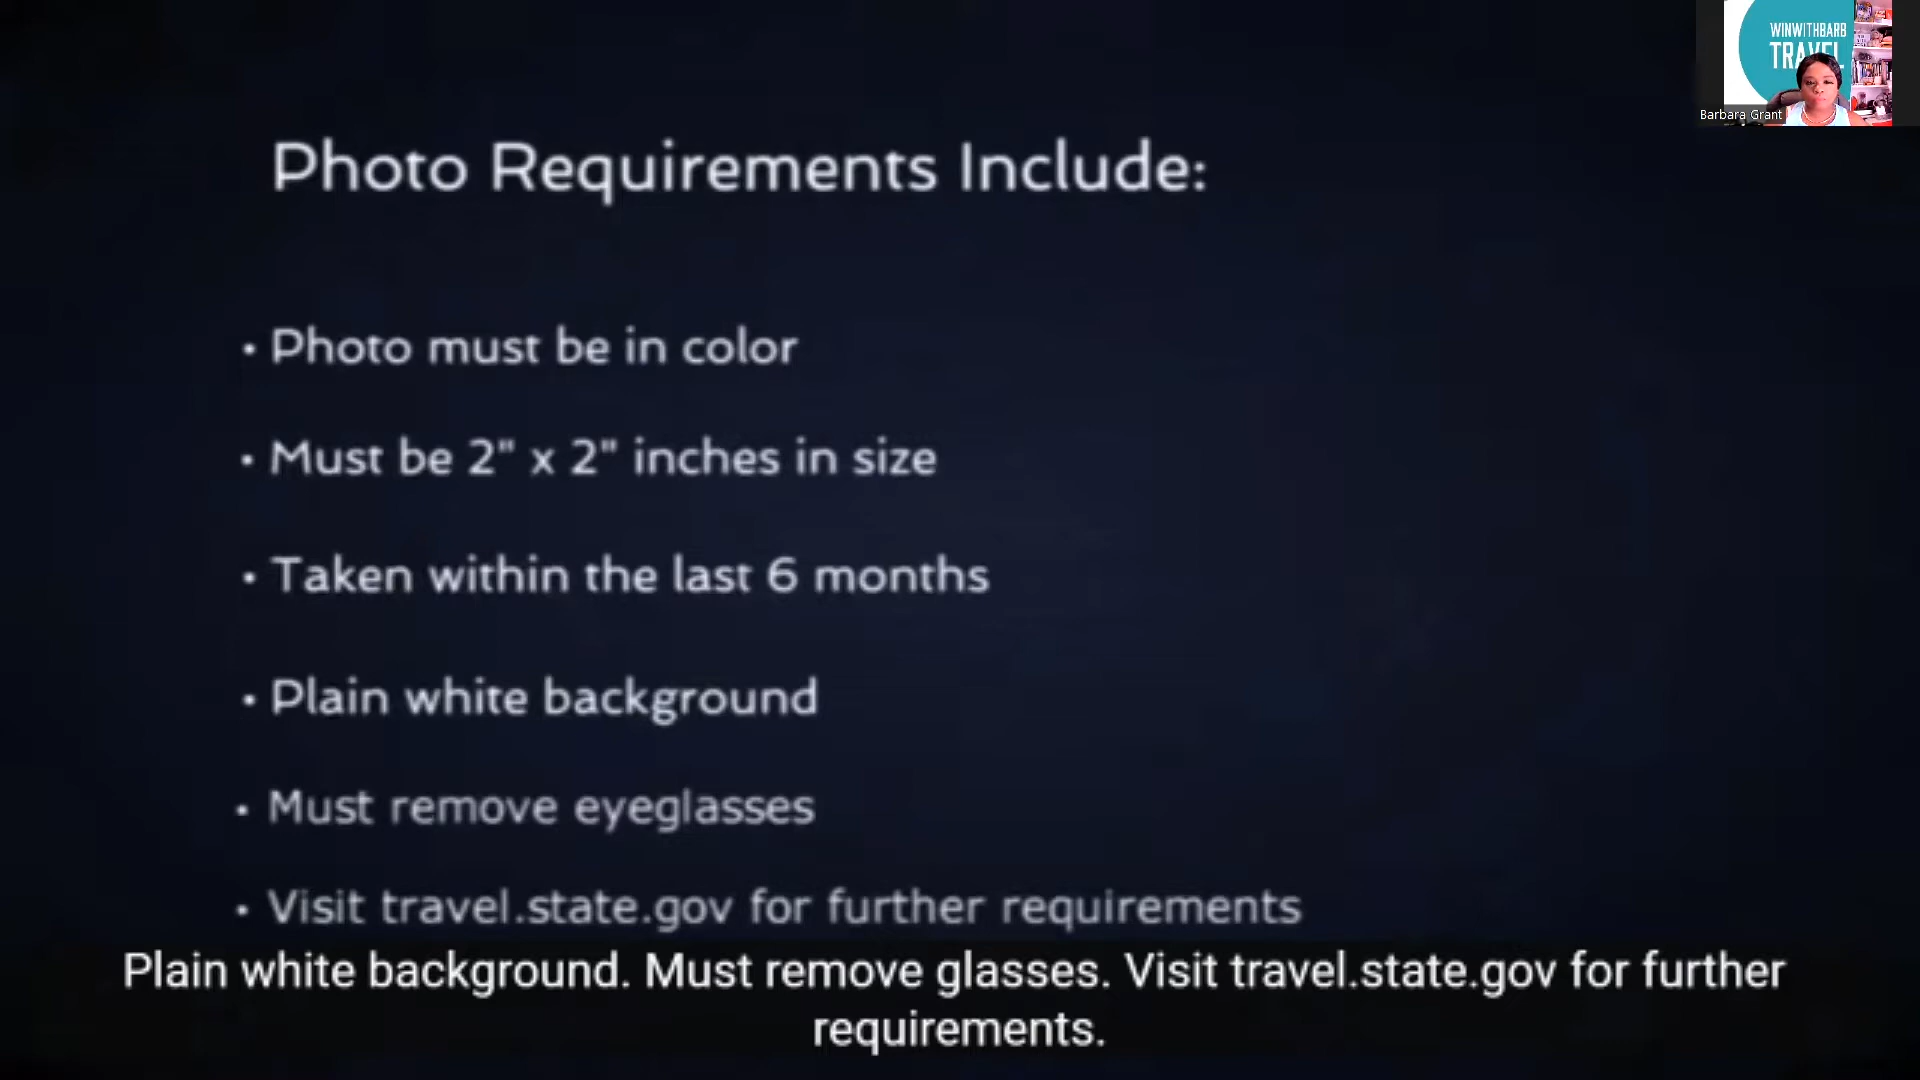 WINWITHBARB
TRAVEL
Barbara Grant
Photo Requirements Include:
• Photo must be in color
• Must be 2" x 2" inches in size
• Taken within the last 6 months
• Plain white background
• Must remove eyeglasses
• Visit travel.state.gov for further requirements
Plain white background. Must remove glasses. Visit travel.state.gov for further
requirements.